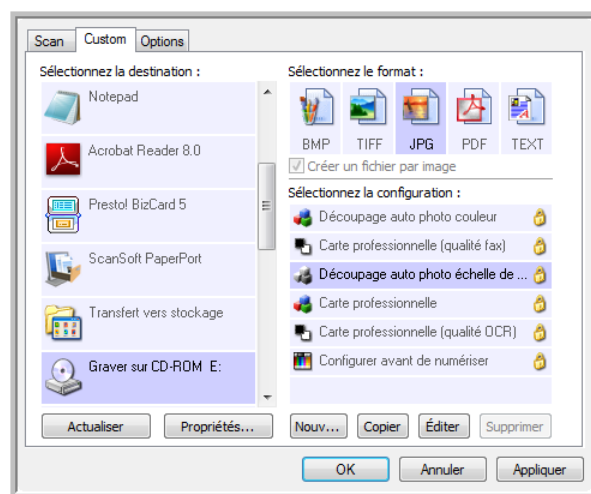 Scan Custom Options
Sélectionnez la destination :
Notepad
Acrobat Reader 8.0
Presto! BizCard 5
ScanSoft PaperPort
Transfert vers stockage
Graver sur CD-ROM E:
Actualiser Propriétés...
Sélectionnez le format :
BMP TIFF JPG PDF TEXT
Créer un fichier par image
Sélectionnez la configuration :
Découpage auto photo couleur
Carte professionnelle (qualité fax)
Découpage auto photo échelle de ...
Carte professionnelle
Carte professionnelle (qualité OCR)
Configurer avant de numériser
Nouv... Copier Éditer Supprimer
OK Annuler Appliquer